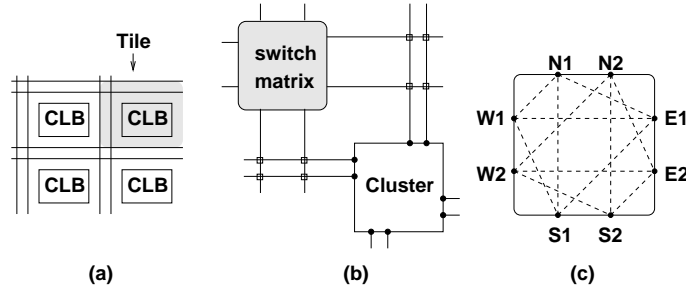 Tile
CLB CLB
CLB CLB
(a)
switch
matrix
Cluster
(b)
N1 N2
W1 E1
W2 E2
S1 S2
(c)